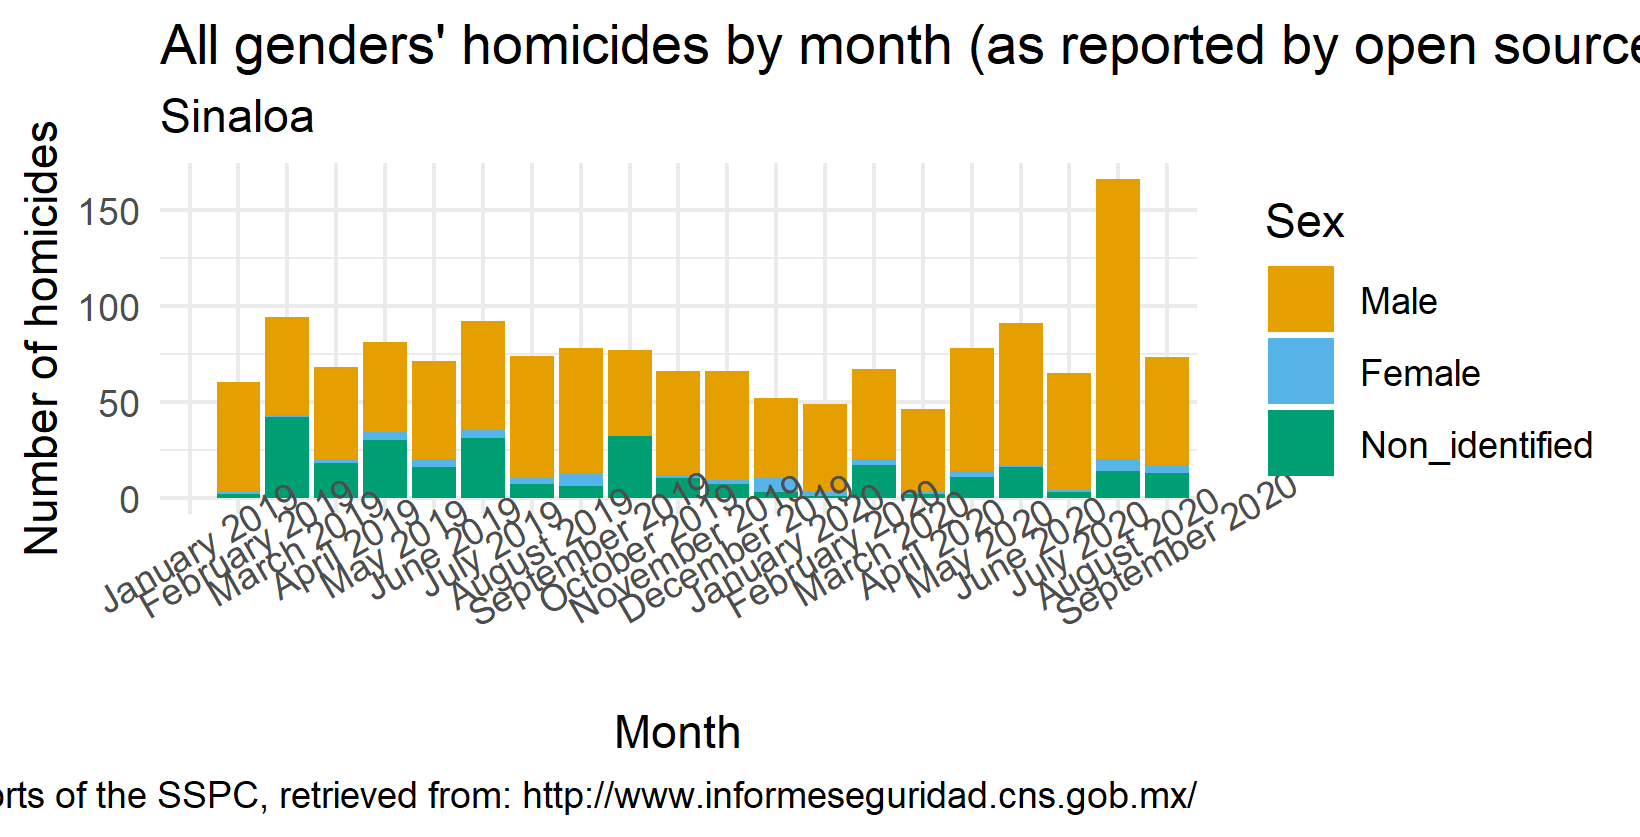 All genders' homicides by month (as reported by open source
Sinaloa
Number of homicides
150
100
50
0
January 2019
February 2019
March 2019
April 2019
May 2019
June 2019
July 2019
August 2019
September 2019
October 2019
November 2019
December 2019
January 2020
February 2020
March 2020
April 2020
May 2020
June 2020
July 2020
August 2020
September 2020
Month
Sex
Male
Female
Non_identified
orts of the SSPC, retrieved from: http://www.informeseguridad.cns.gob.mx/